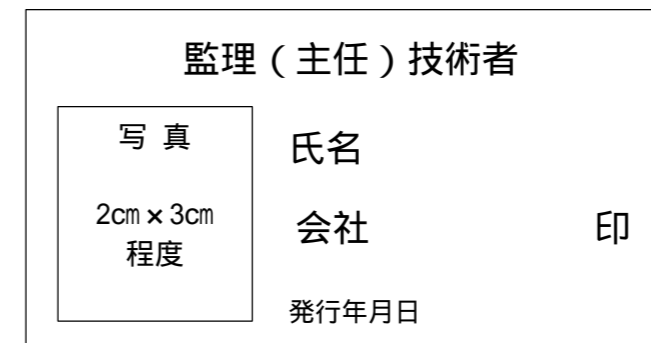 監理（主任）技術者
写 真
氏名
2㎝×3㎝
程度
会社 印
発行年月日